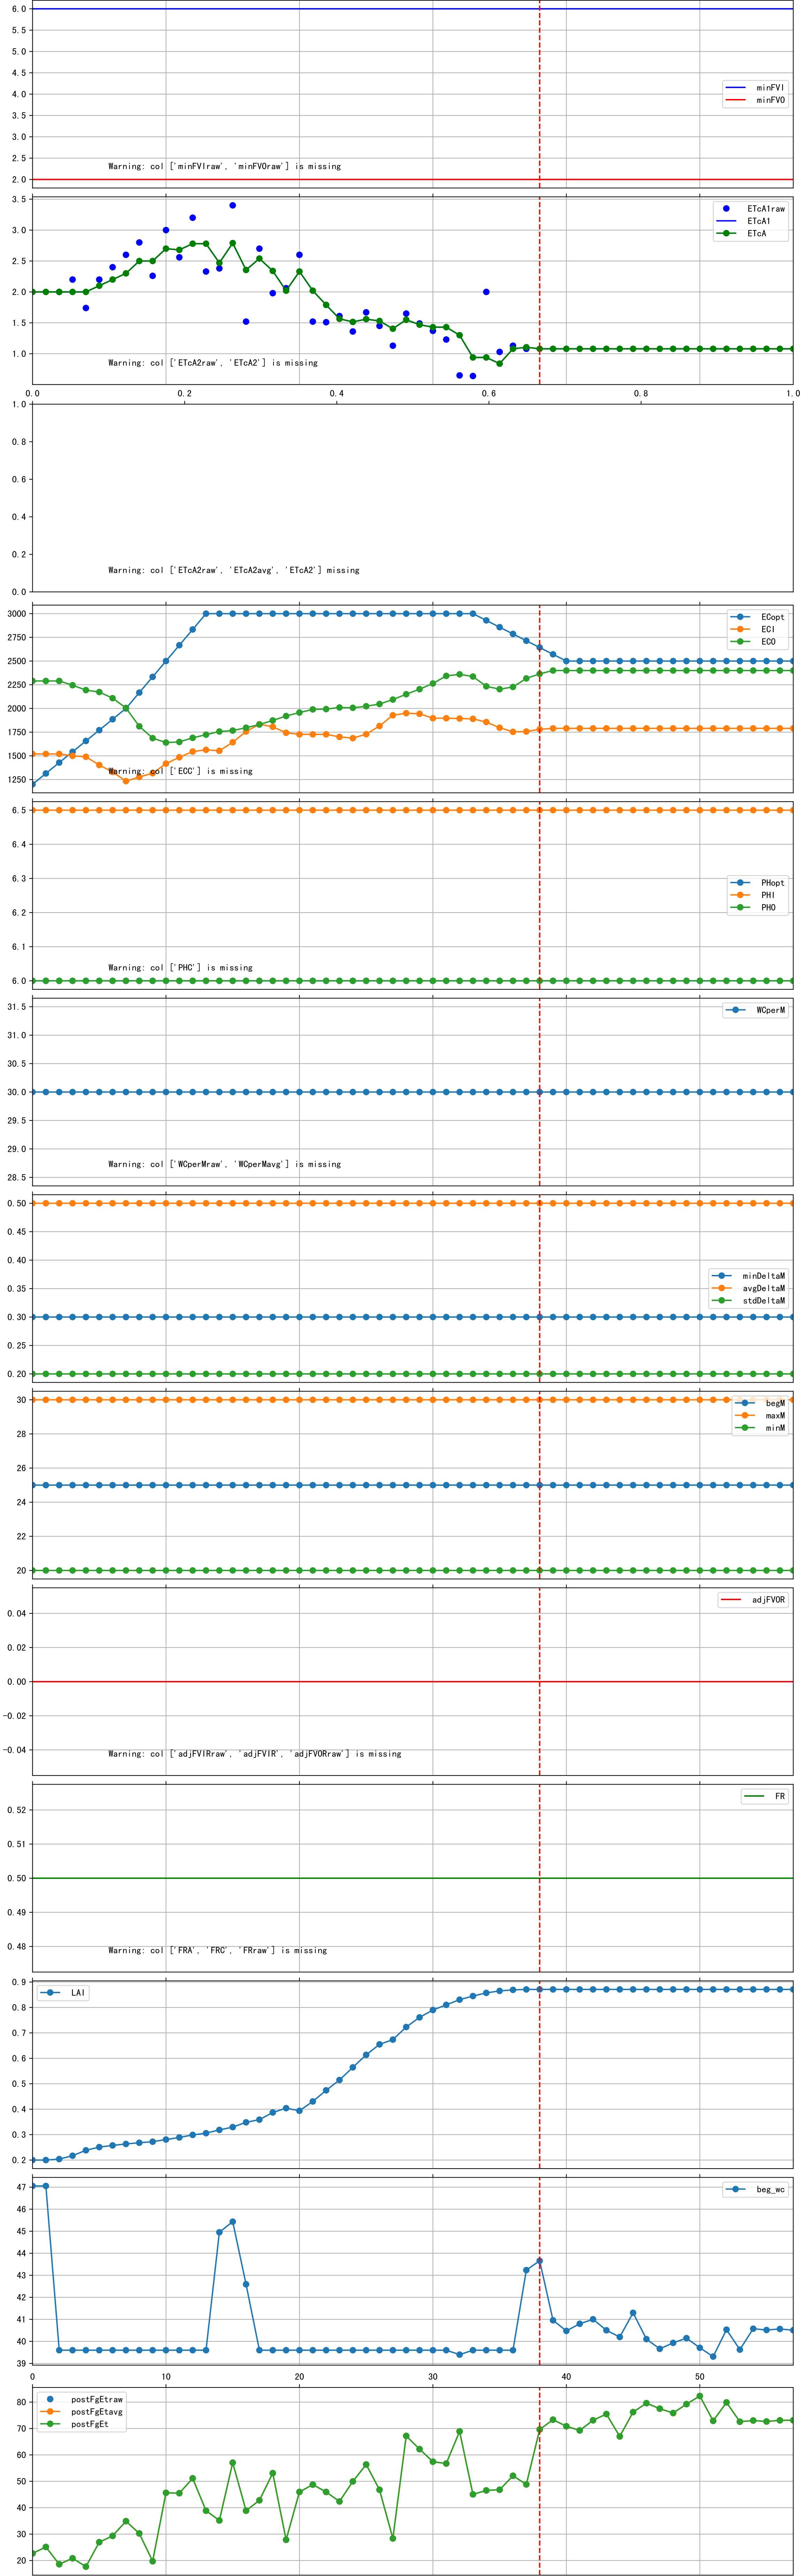 6.0
5.5
5.0
4.5
4.0
3.5
3.0
2.5
2.0
minFVI
minFVO
Warning: col ['minFVIraw', 'minFVOraw'] is missing
3.5
3.0
2.5
2.0
1.5
1.0
ETcA1raw
ETcA1
ETcA
Warning: col ['ETcA2raw', 'ETcA2'] is missing
0.0 0.2 0.4 0.6 0.8 1.0
1.0
0.8
0.6
0.4
0.2
0.0
Warning: col ['ETcA2raw', 'ETcA2avg', 'ETcA2'] missing
3000
2750
2500
2250
2000
1750
1500
1250
ECopt
ECI
ECO
Warning: col ['ECC'] is missing
6.5
6.4
6.3
6.2
6.1
6.0
PHopt
PHI
PHO
Warning: col ['PHC'] is missing
31.5
31.0
30.5
30.0
29.5
29.0
28.5
WCperM
Warning: col ['WCperMraw', 'WCperMavg'] is missing
0.50
0.45
0.40
0.35
0.30
0.25
0.20
minDeltaM
avgDeltaM
stdDeltaM
30
28
26
24
22
20
begM
maxM
minM
0.04
0.02
0.00
-0.02
-0.04
adjFVOR
Warning: col ['adjFVIRraw', 'adjFVIR', 'adjFVORraw'] is missing
0.52
0.51
0.50
0.49
0.48
FR
Warning: col ['FRA', 'FRC', 'FRraw'] is missing
0.9
0.8
0.7
0.6
0.5
0.4
0.3
0.2
LAI
47
46
45
44
43
42
41
40
39
beg_wc
0 10 20 30 40 50
80
70
60
50
40
30
20
postFgEtraw
postFgEtavg
postFgEt